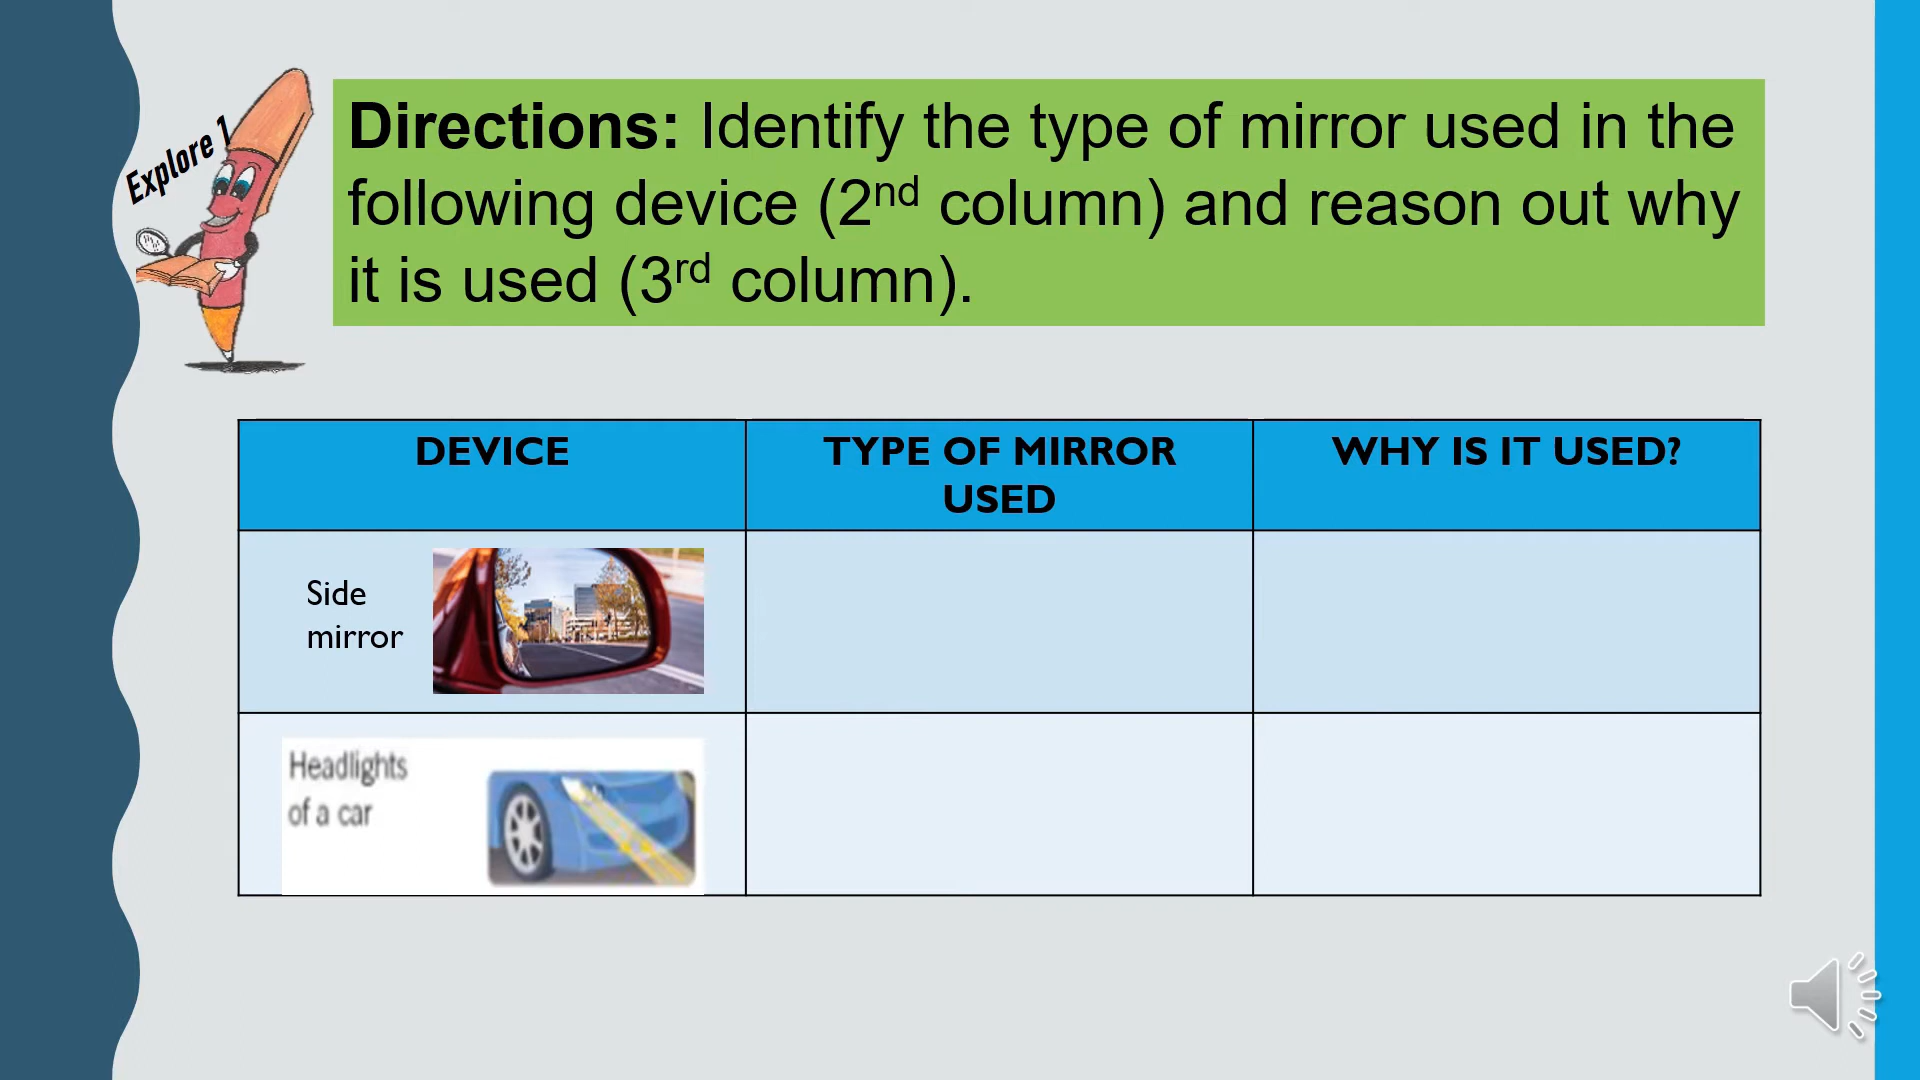 Explore 1
Directions: Identify the type of mirror used in the
following device (2nd column) and reason out why
it is used (3rd column).
DEVICE
TYPE OF MIRROR
USED
WHY IS IT USED?
Side
mirror
Headlights
of a car